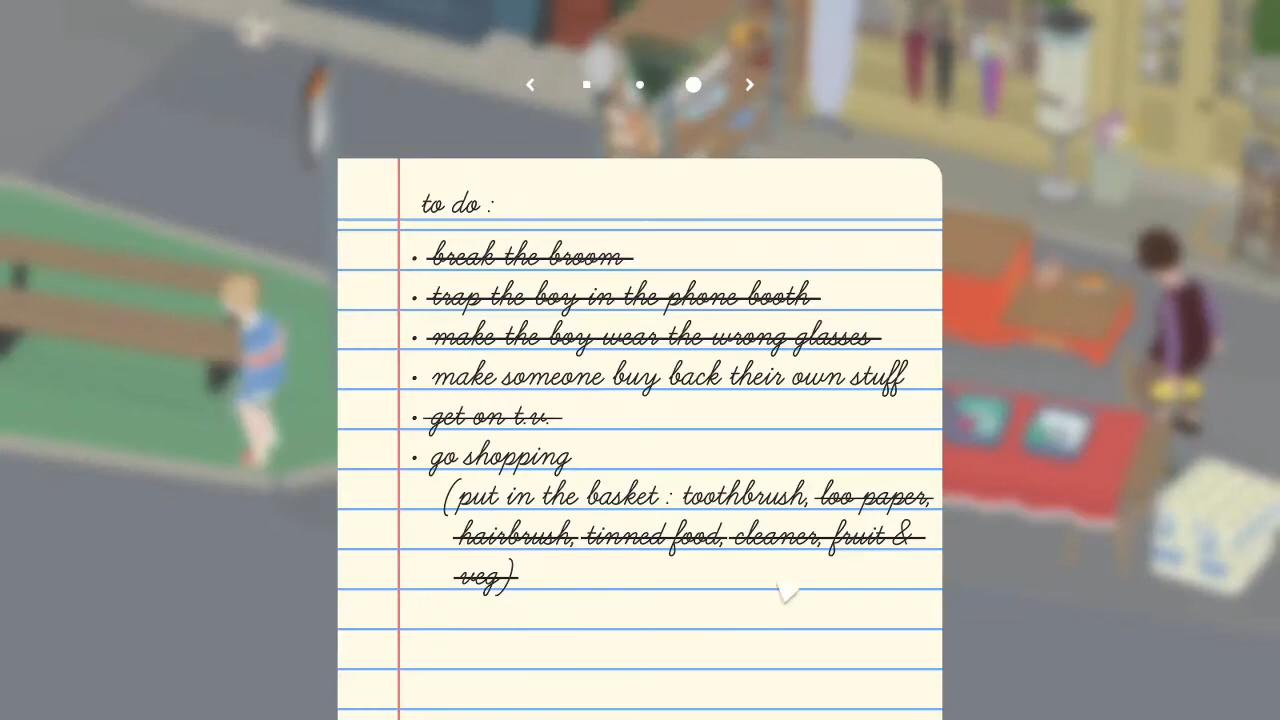 to do :
• break the broom
• trap the boy in the phone booth
• make the boy wear the wrong glasses
• make someone buy back their own stuff
• get on t.v.
• go shopping
(put in the basket : toothbrush, loo paper,
hairbrush, tinned food, cleaner, fruit &
veg)